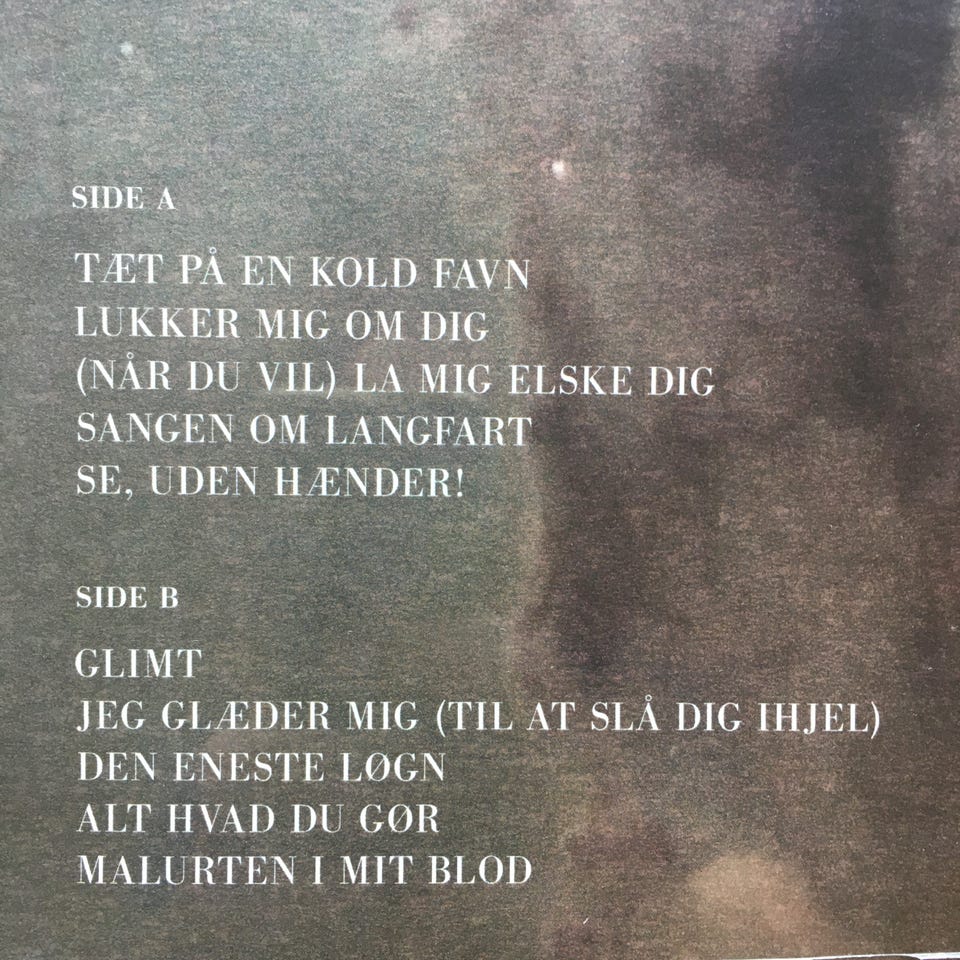 SIDE A
TÆT PÅ EN KOLD FAVN
LUKKER MIG OM DIG
(NÅR DU VIL) LA MIG ELSKE DIG
SANGEN OM LANGFART
SE, UDEN HÆNDER!
SIDE B
GLIMT
JEG GLÆDER MIG (TIL AT SLÅ DIG IHJEL)
DEN ENESTE LØGN
ALT HVAD DU GØR
MALURTEN I MIT BLOD